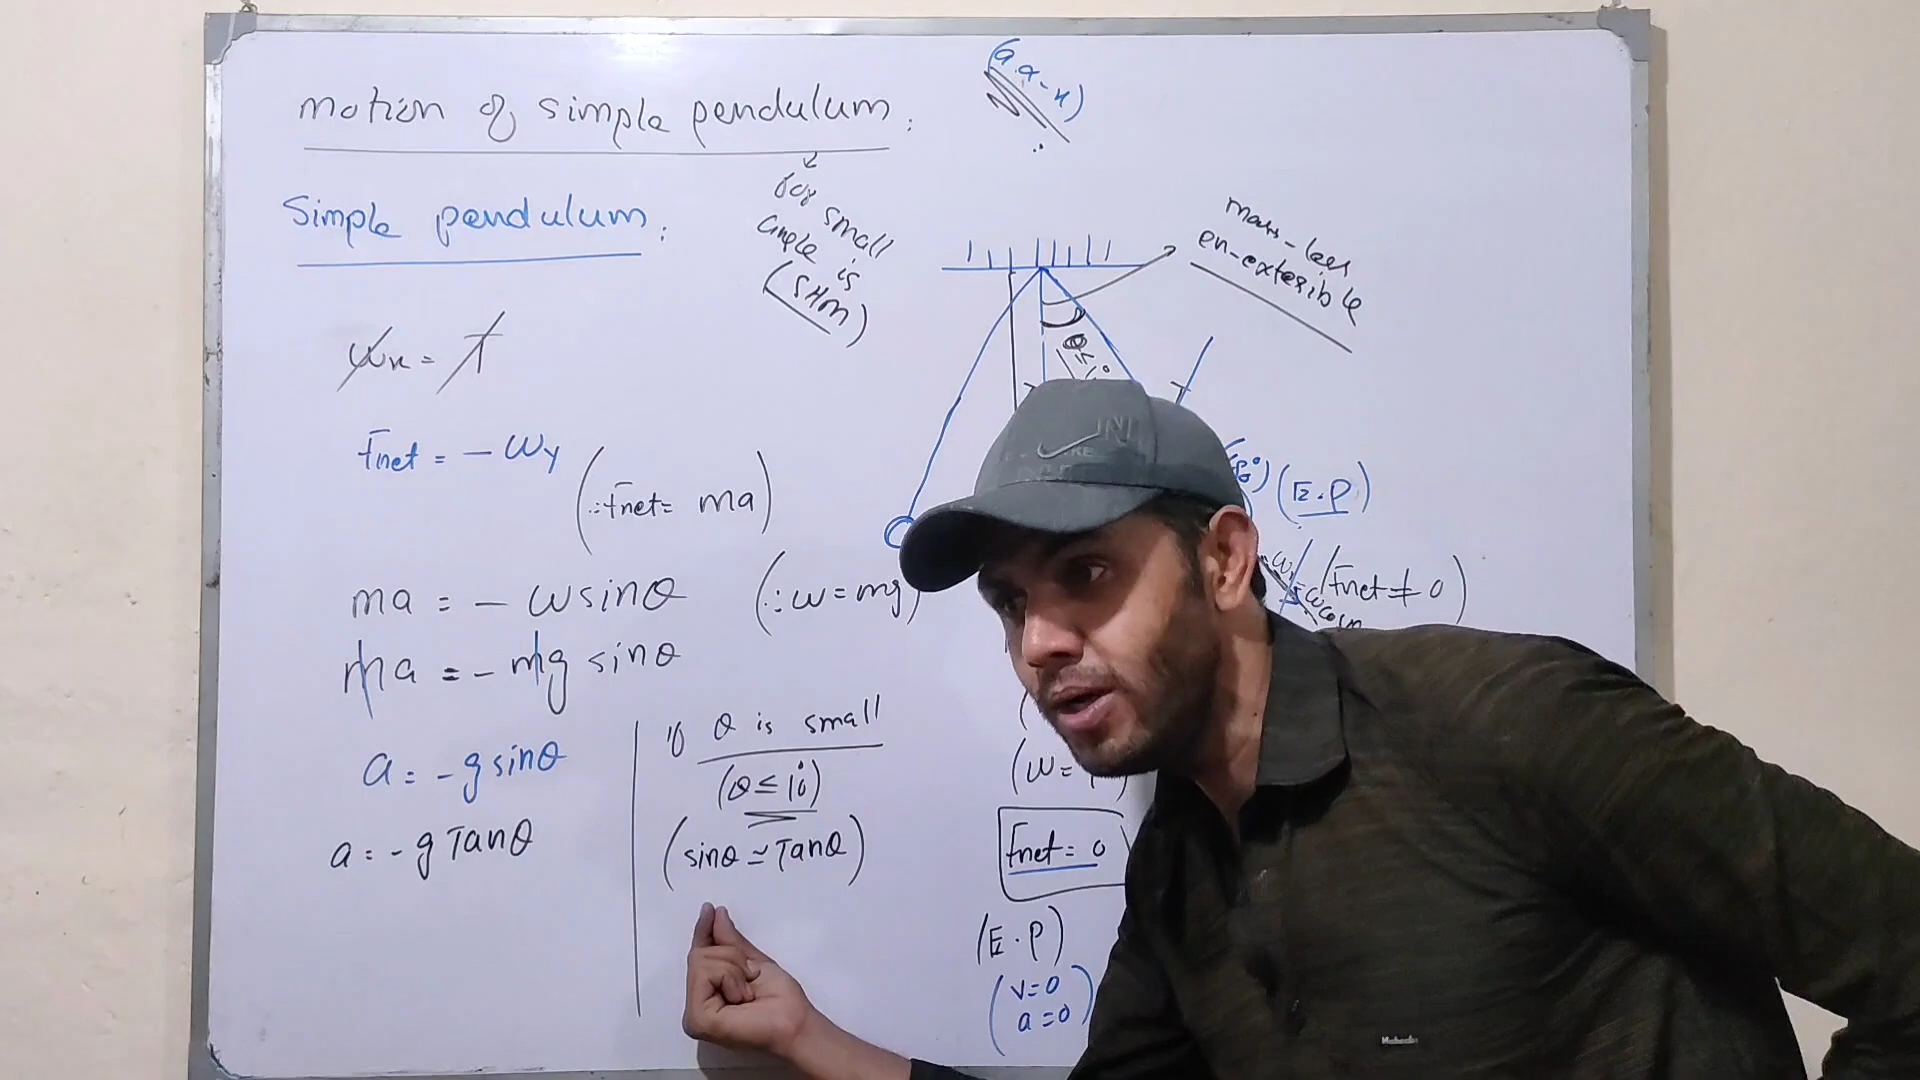 motion of simple pendulum.
for small
angle is
(SHM)
(a α -x)
Simple pendulum.
mass-less
en-extesible
Wx = T
Fnet = - Wy
(∴ Fnet = ma)
ma = - W sinθ (∴ W = mg)
ma = - mg sinθ
a = - g sinθ
a = - g Tanθ
if θ is small
(θ ≤ 10°)
(sinθ ≃ Tanθ)
θ ≤
T
(E.P)
(Fnet ≠ 0)
(W =
Fnet = 0
(E.P)
(v=0
a=0)
NIKE